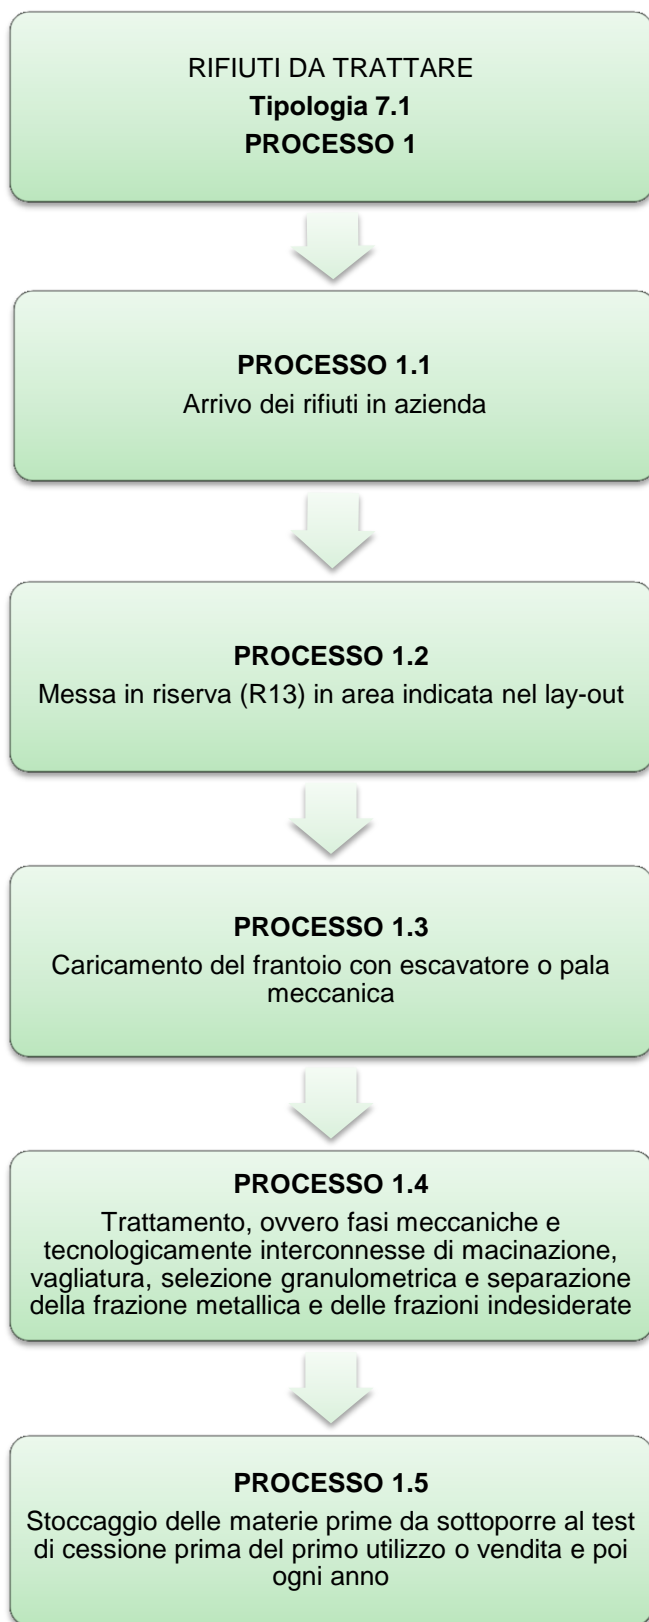 RIFIUTI DA TRATTARE
Tipologia 7.1
PROCESSO 1
PROCESSO 1.1
Arrivo dei rifiuti in azienda
PROCESSO 1.2
Messa in riserva (R13) in area indicata nel lay-out
PROCESSO 1.3
Caricamento del frantoio con escavatore o pala
meccanica
PROCESSO 1.4
Trattamento, ovvero fasi meccaniche e
tecnologicamente interconnesse di macinazione,
vagliatura, selezione granulometrica e separazione
della frazione metallica e delle frazioni indesiderate
PROCESSO 1.5
Stoccaggio delle materie prime da sottoporre al test
di cessione prima del primo utilizzo o vendita e poi
ogni anno